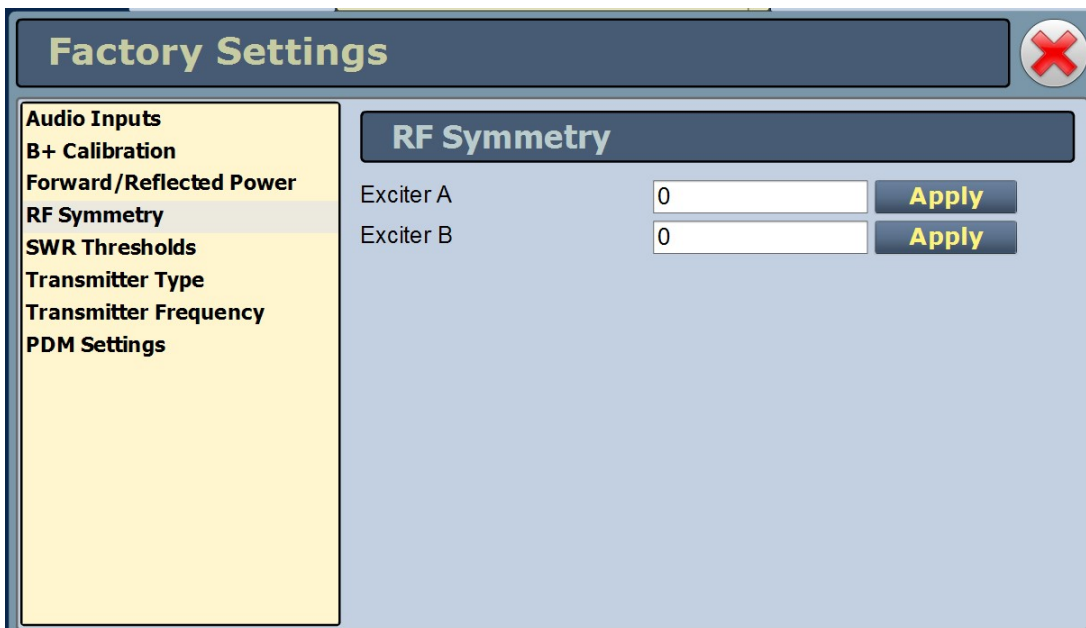 Factory Settings
Audio Inputs
B+ Calibration
Forward/Reflected Power
RF Symmetry
SWR Thresholds
Transmitter Type
Transmitter Frequency
PDM Settings
RF Symmetry
Exciter A 0 Apply
Exciter B 0 Apply